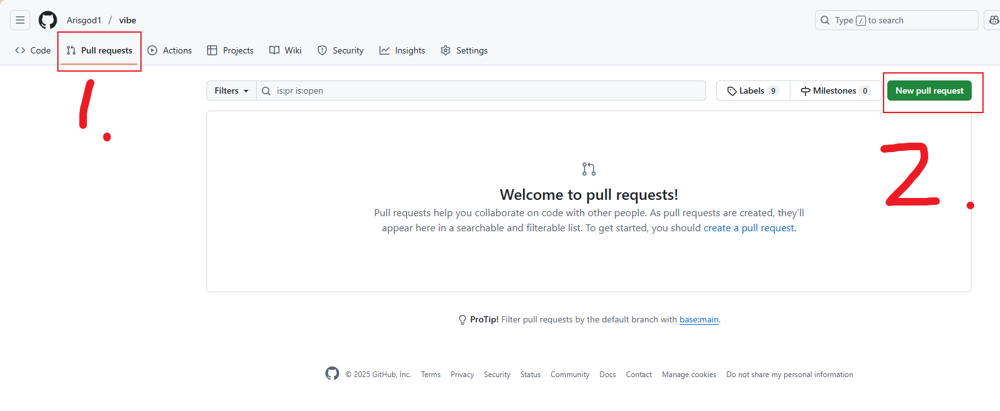 Arisgod1 / vibe
Type / to search
Code
Pull requests
Actions
Projects
Wiki
Security
Insights
Settings
1.
Filters
is:pr is:open
Labels 9
Milestones 0
New pull request
2.
Welcome to pull requests!
Pull requests help you collaborate on code with other people. As pull requests are created, they’ll
appear here in a searchable and filterable list. To get started, you should create a pull request.
ProTip! Filter pull requests by the default branch with base:main.
© 2025 GitHub, Inc.
Terms
Privacy
Security
Status
Community
Docs
Contact
Manage cookies
Do not share my personal information